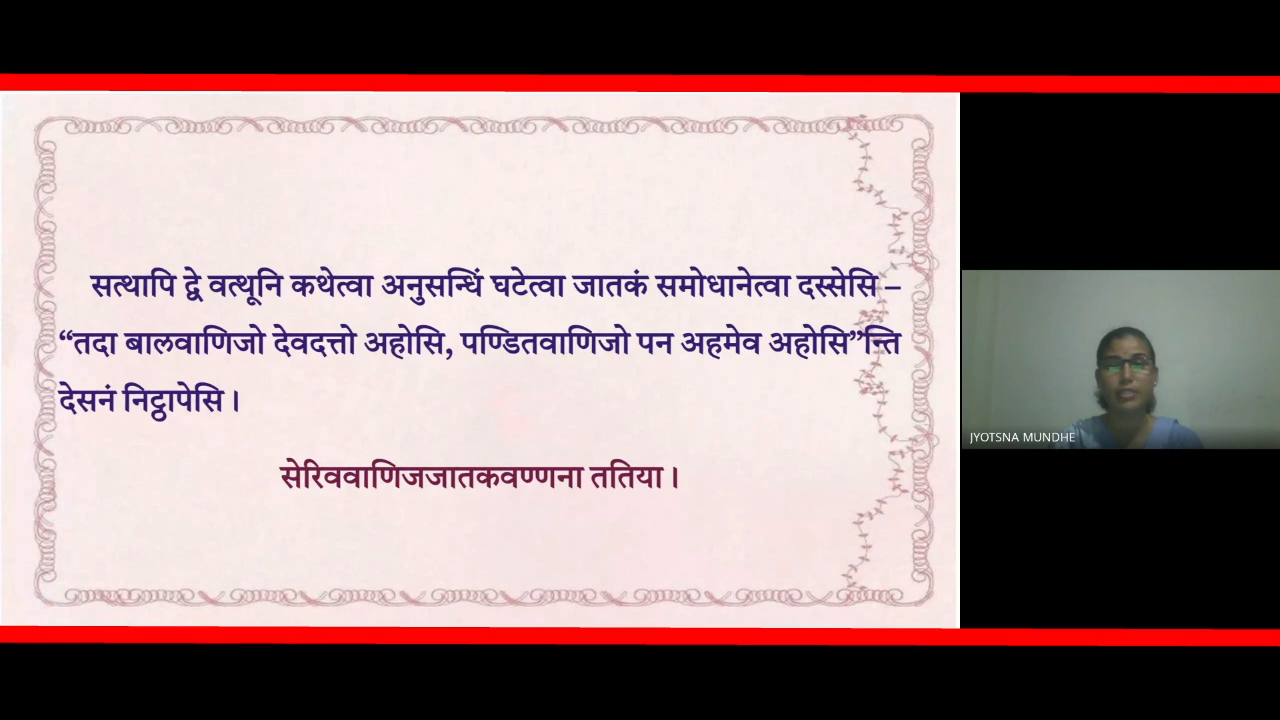 सत्थापि द्वे वत्थूनि कथेत्वा अनुसन्धिं घटेत्वा जातकं समोधानेत्वा दस्सेसि –
“तदा बालवाणिजो देवदत्तो अहोसि, पण्डितवाणिजो पन अहमेव अहोसि”न्ति
देसनं निट्ठापेसि।
सेरिववाणिजजातकवण्णना ततिया।
JYOTSNA MUNDHE